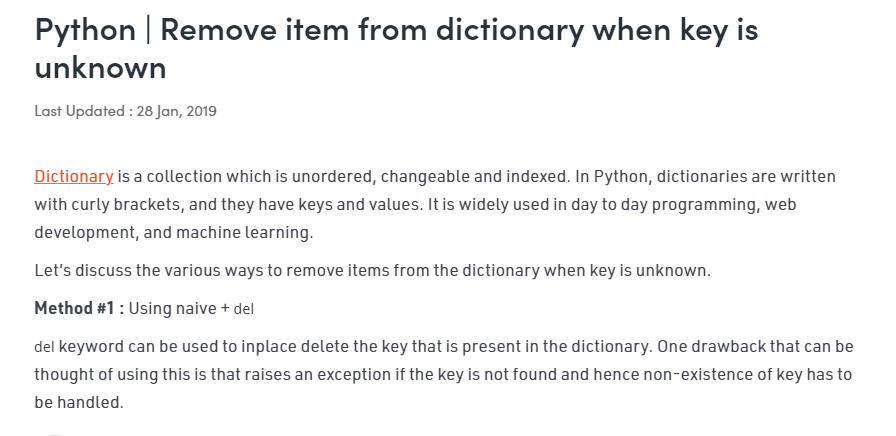 Python | Remove item from dictionary when key is
unknown
Last Updated : 28 Jan, 2019
Dictionary is a collection which is unordered, changeable and indexed. In Python, dictionaries are written
with curly brackets, and they have keys and values. It is widely used in day to day programming, web
development, and machine learning.
Let's discuss the various ways to remove items from the dictionary when key is unknown.
Method #1 : Using naive + del
del keyword can be used to inplace delete the key that is present in the dictionary. One drawback that can be
thought of using this is that raises an exception if the key is not found and hence non-existence of key has to
be handled.